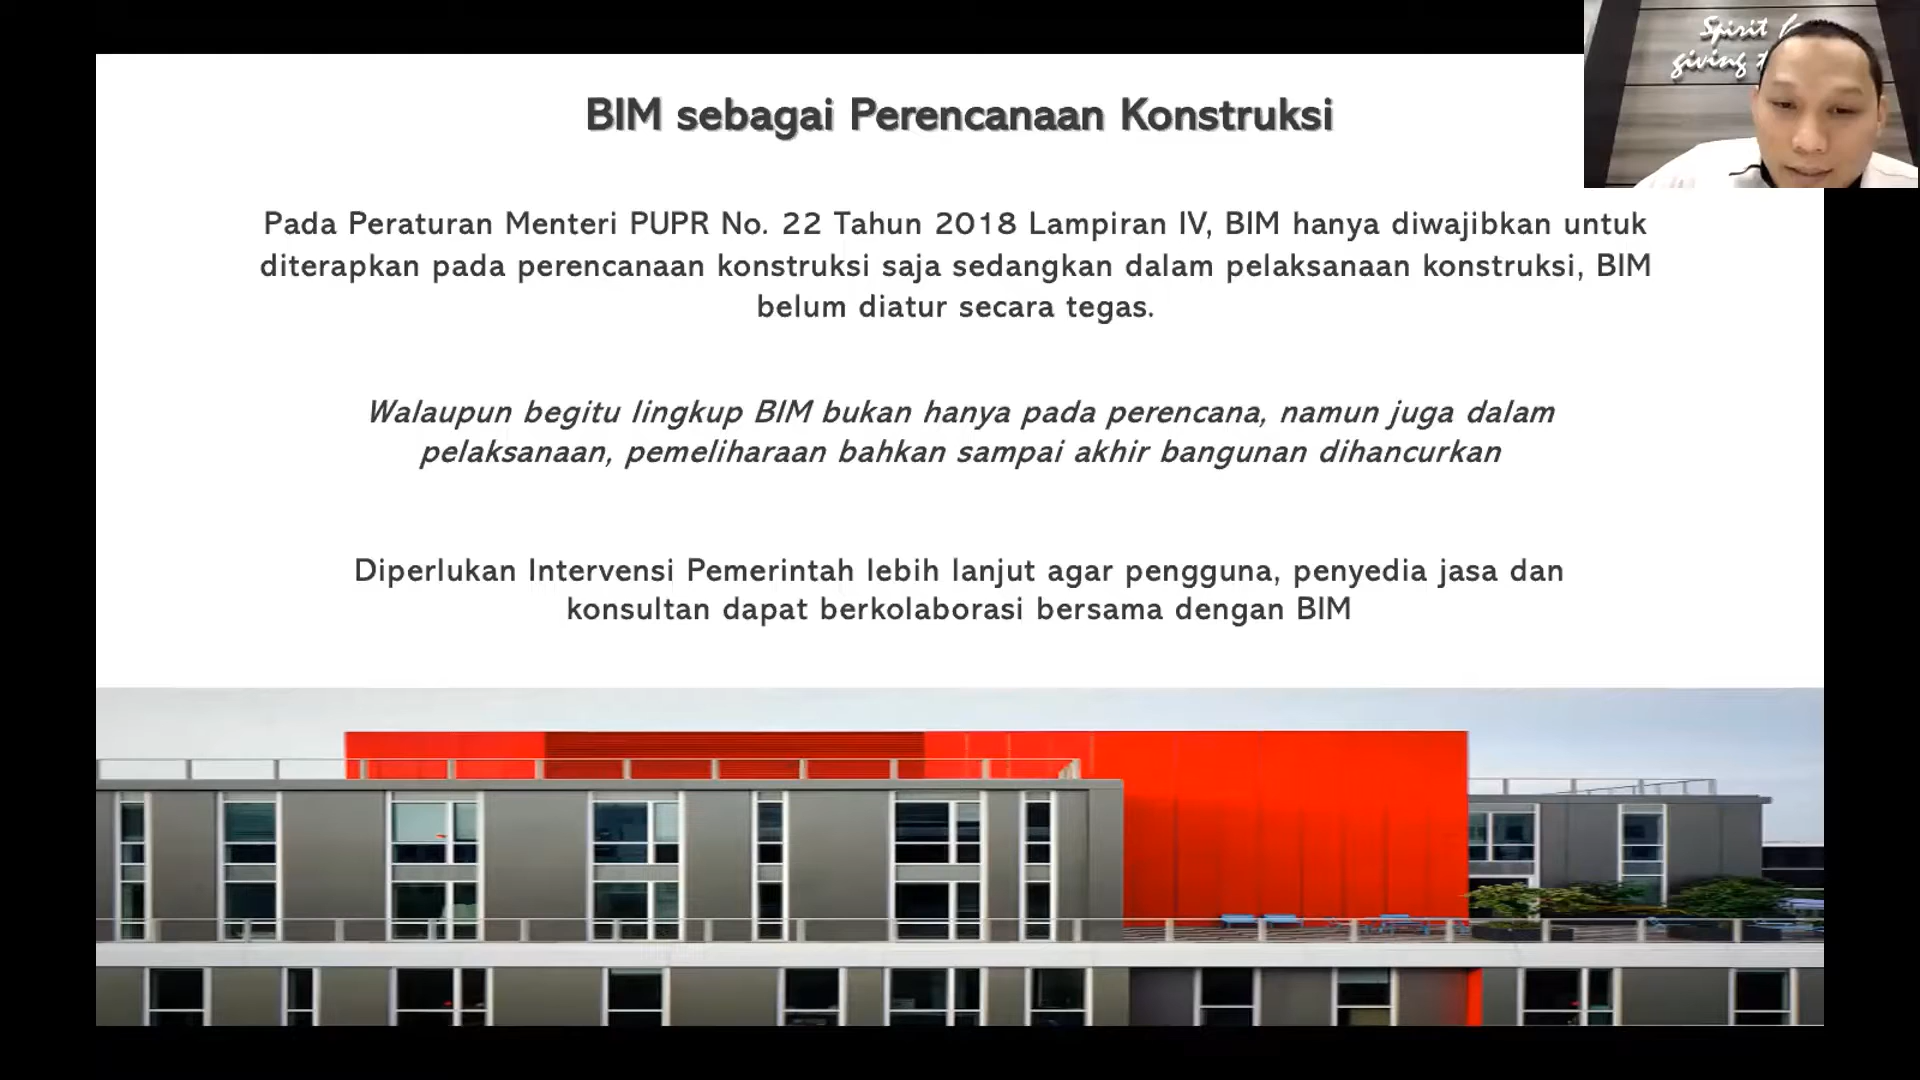 BIM sebagai Perencanaan Konstruksi
Spirit
giving
Pada Peraturan Menteri PUPR No. 22 Tahun 2018 Lampiran IV, BIM hanya diwajibkan untuk
diterapkan pada perencanaan konstruksi saja sedangkan dalam pelaksanaan konstruksi, BIM
belum diatur secara tegas.
Walaupun begitu lingkup BIM bukan hanya pada perencana, namun juga dalam
pelaksanaan, pemeliharaan bahkan sampai akhir bangunan dihancurkan
Diperlukan Intervensi Pemerintah lebih lanjut agar pengguna, penyedia jasa dan
konsultan dapat berkolaborasi bersama dengan BIM